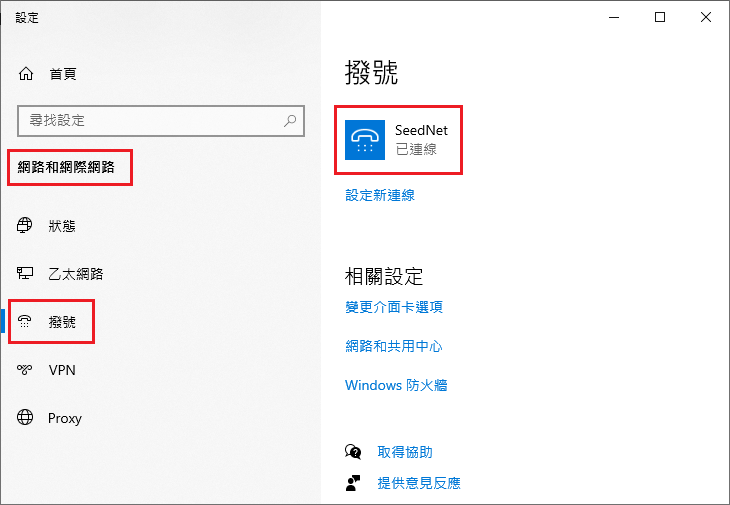 設定
首頁
尋找設定
網路和網際網路
狀態
乙太網路
撥號
VPN
Proxy
撥號
SeedNet
已連線
設定新連線
相關設定
變更介面卡選項
網路和共用中心
Windows 防火牆
取得協助
提供意見反應